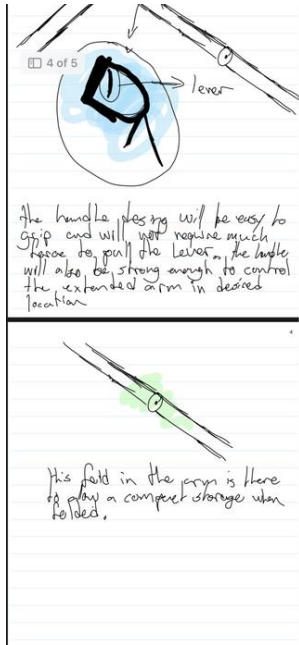 4 of 5
lever
the handle desing will be easy to
grip and will not require much
force to pull the lever. the handle
will also be strong enough to control
the extended arm in desired
location
4
this fold in the arm is there
to a compact storage when
folded.